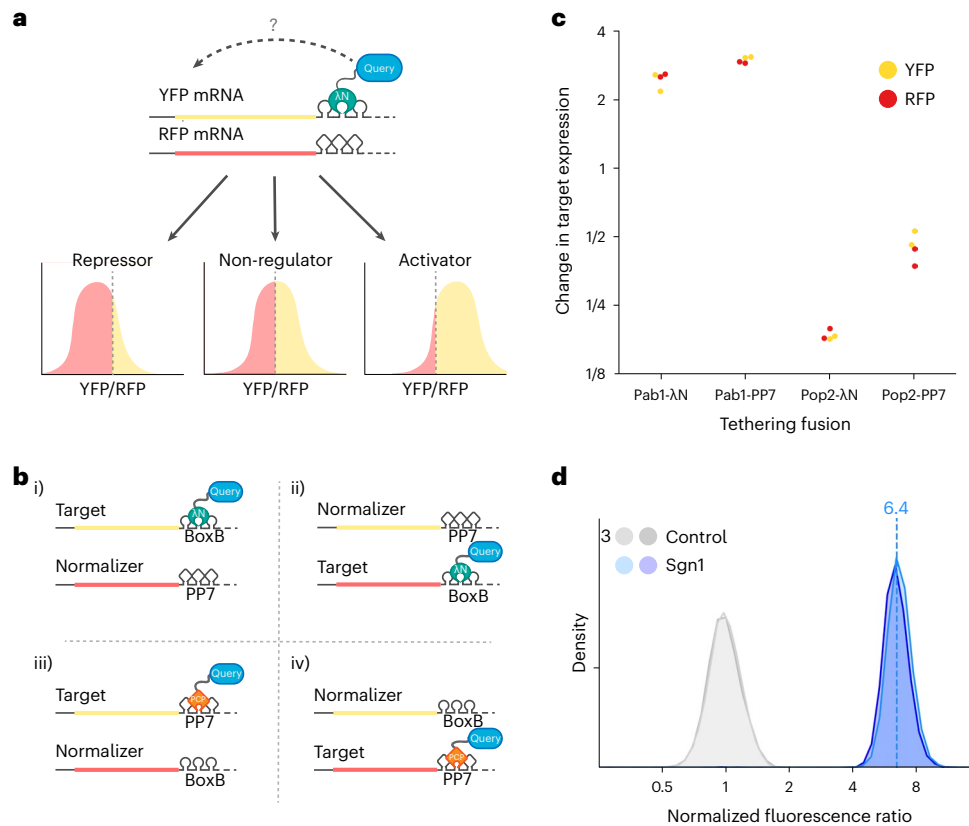 a
?
Query
λN
YFP mRNA
RFP mRNA
Repressor
Non-regulator
Activator
YFP/RFP
YFP/RFP
YFP/RFP
b
i)
Query
Target
λN
BoxB
Normalizer
PP7
ii)
Normalizer
PP7
Query
Target
λN
BoxB
iii)
Query
Target
PCP
PP7
Normalizer
BoxB
iv)
Normalizer
BoxB
Query
Target
PCP
PP7
c
4
2
1
1/2
1/4
1/8
Change in target expression
YFP
RFP
Pab1-λN Pab1-PP7 Pop2-λN Pop2-PP7
Tethering fusion
d
6.4
3 Control
Sgn1
Density
0.5 1 2 4 8
Normalized fluorescence ratio